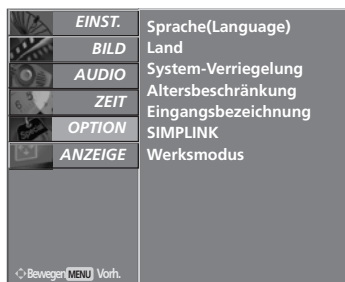 EINST.
BILD
AUDIO
ZEIT
OPTION
ANZEIGE
Bewegen MENU Vorh.
Sprache(Language)
Land
System-Verriegelung
Altersbeschränkung
Eingangsbezeichnung
SIMPLINK
Werksmodus